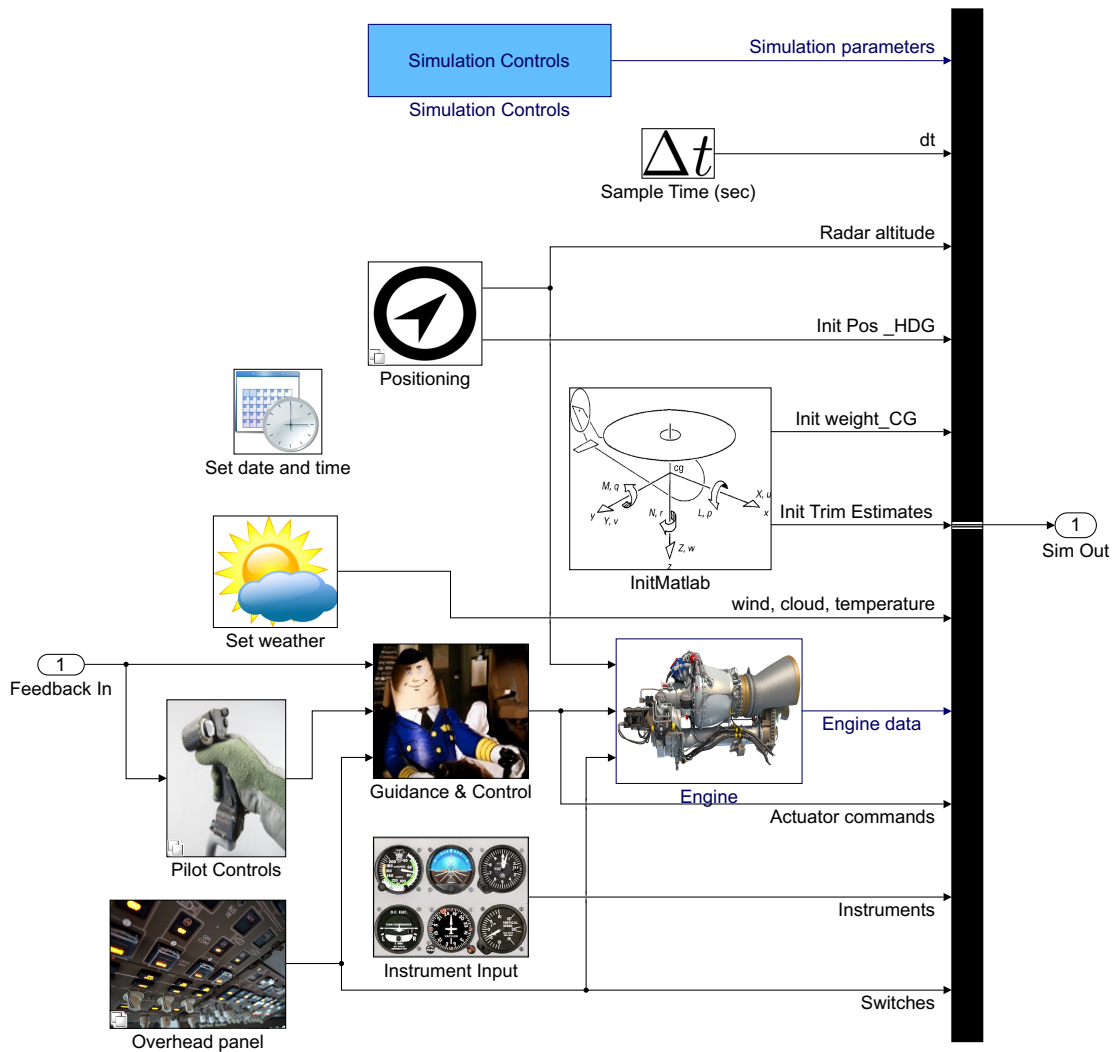 Simulation Controls
Simulation parameters
Simulation Controls
dt
Δt
Sample Time (sec)
Radar altitude
Init Pos _HDG
Positioning
Init weight_CG
cg
M, q
X, u
y
Y, v
N, r
L, p
x
Z, w
z
Init Trim Estimates
InitMatlab
Set date and time
1
Sim Out
wind, cloud, temperature
Set weather
1
Feedback In
Engine data
Guidance & Control
Engine
Actuator commands
Pilot Controls
D.C. ELEC.
Instruments
Instrument Input
Switches
Overhead panel